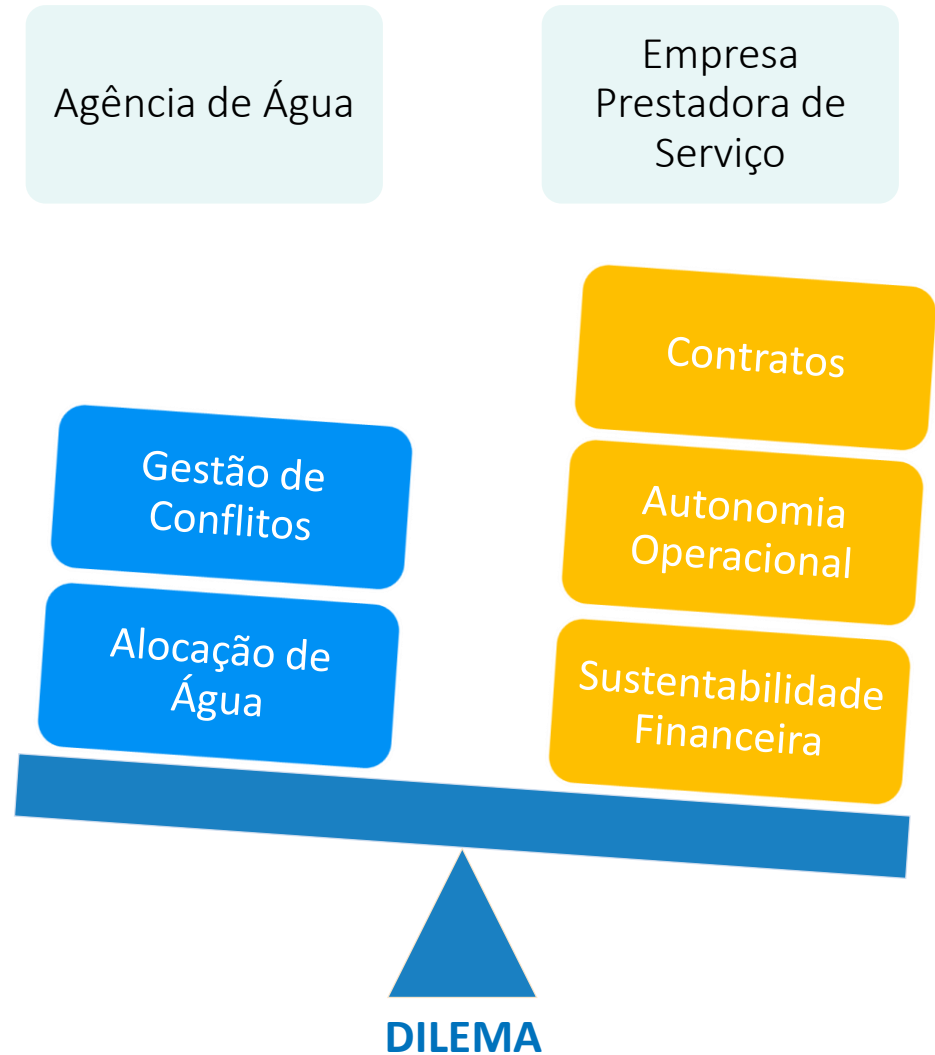 Agência de Água
Empresa
Prestadora de
Serviço
Contratos
Gestão de
Conflitos
Autonomia
Operacional
Alocação de
Água
Sustentabilidade
Financeira
DILEMA